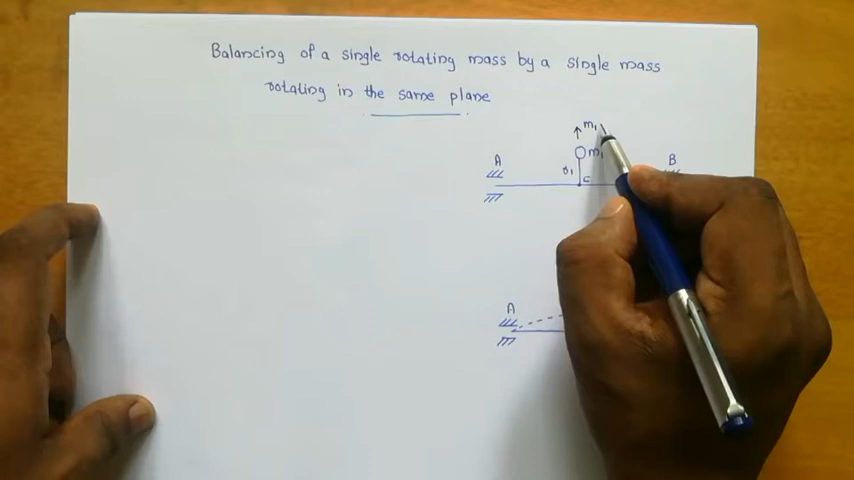 Balancing of a single rotating mass by a single mass
rotating in the same plane
m₁
A
m₁
B
r₁
C
A